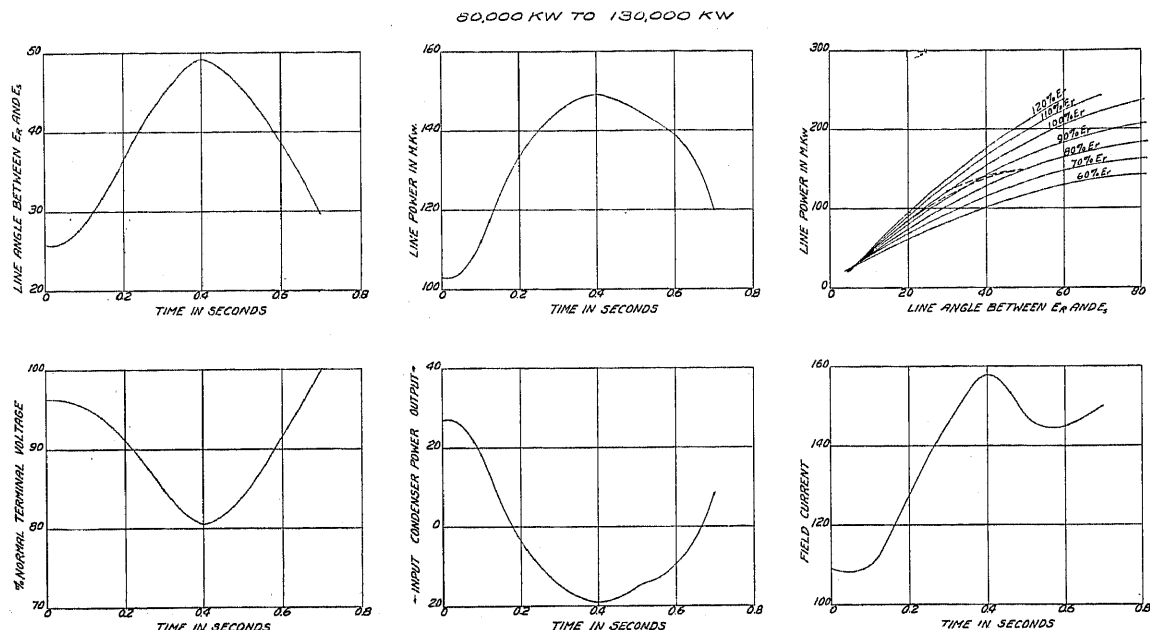 80,000 KW TO 130,000 KW
50
40
30
20
0
0.2
0.4
0.6
0.8
LINE ANGLE BETWEEN ER AND Es
TIME IN SECONDS
160
140
120
100
0
0.2
0.4
0.6
0.8
LINE POWER IN M.KW.
TIME IN SECONDS
300
200
100
0
0
20
40
60
80
LINE POWER IN M.KW
LINE ANGLE BETWEEN ER AND Es
120% Er
110% Er
100% Er
90% Er
80% Er
70% Er
60% Er
100
90
80
70
0
0.2
0.4
0.6
0.8
% NORMAL TERMINAL VOLTAGE
TIME IN SECONDS
40
20
0
20
0
0.2
0.4
0.6
0.8
←INPUT CONDENSER POWER OUTPUT→
TIME IN SECONDS
160
140
120
100
0
0.2
0.4
0.6
0.8
FIELD CURRENT
TIME IN SECONDS